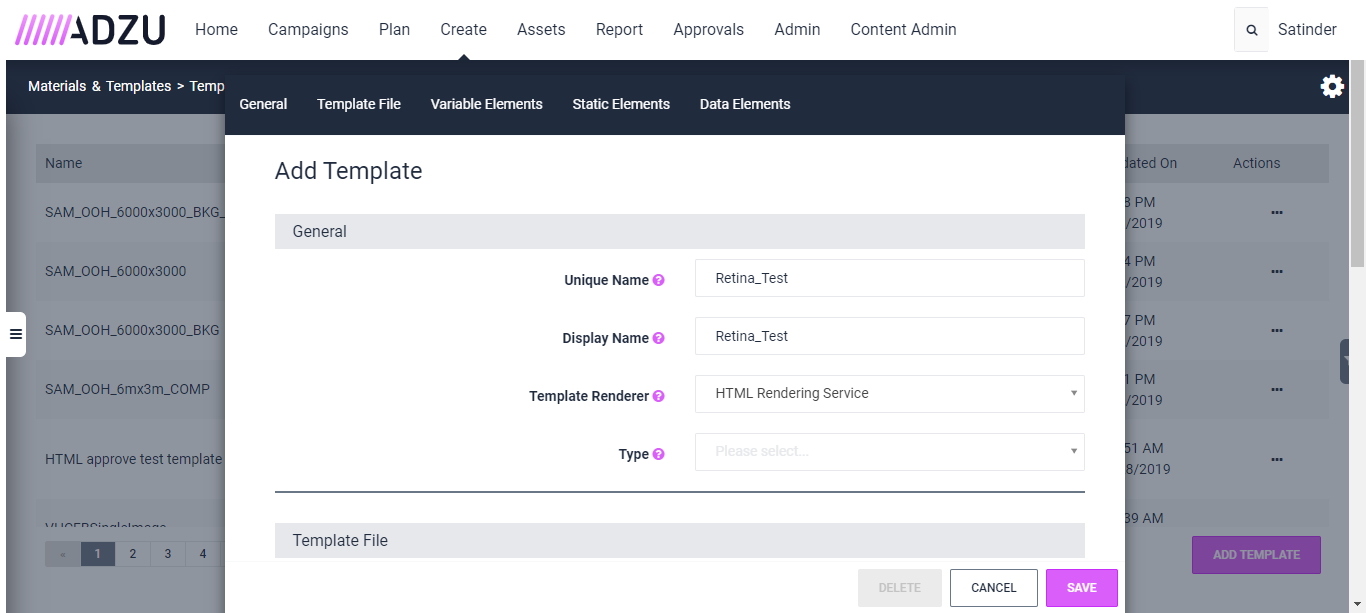 ADZU Home Campaigns Plan Create Assets Report Approvals Admin Content Admin Satinder
Materials & Templates > Temp
General Template File Variable Elements Static Elements Data Elements
Add Template
Name
dated On Actions
General
SAM_OOH_6000x3000_BKG_
8 PM
/2019
Unique Name
Retina_Test
SAM_OOH_6000x3000
4 PM
/2019
Display Name
Retina_Test
SAM_OOH_6000x3000_BKG
7 PM
/2019
Template Renderer
HTML Rendering Service
SAM_OOH_6mx3m_COMP
1 PM
/2019
Type
Please select...
HTML approve test template
51 AM
8/2019
39 AM
Template File
« 1 2 3 4
ADD TEMPLATE
DELETE CANCEL SAVE